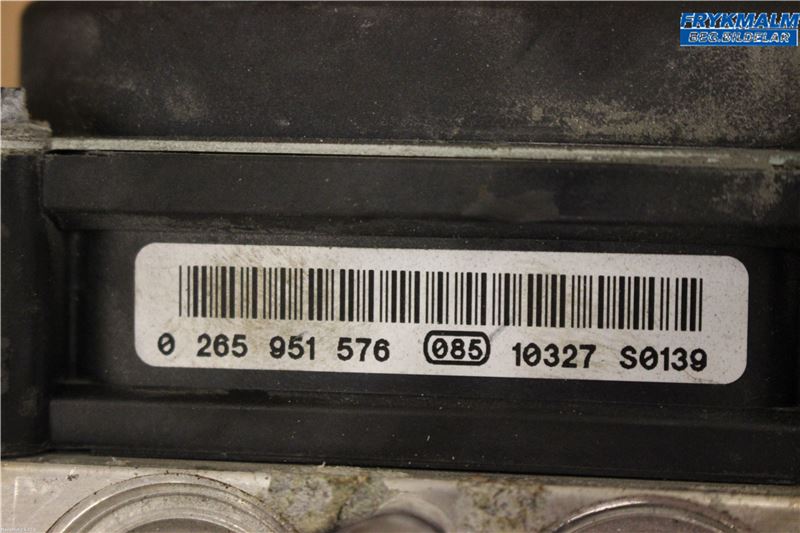 FRYKMALM
BEG.BILDELAR
0 265 951 576 085 10327 S0139